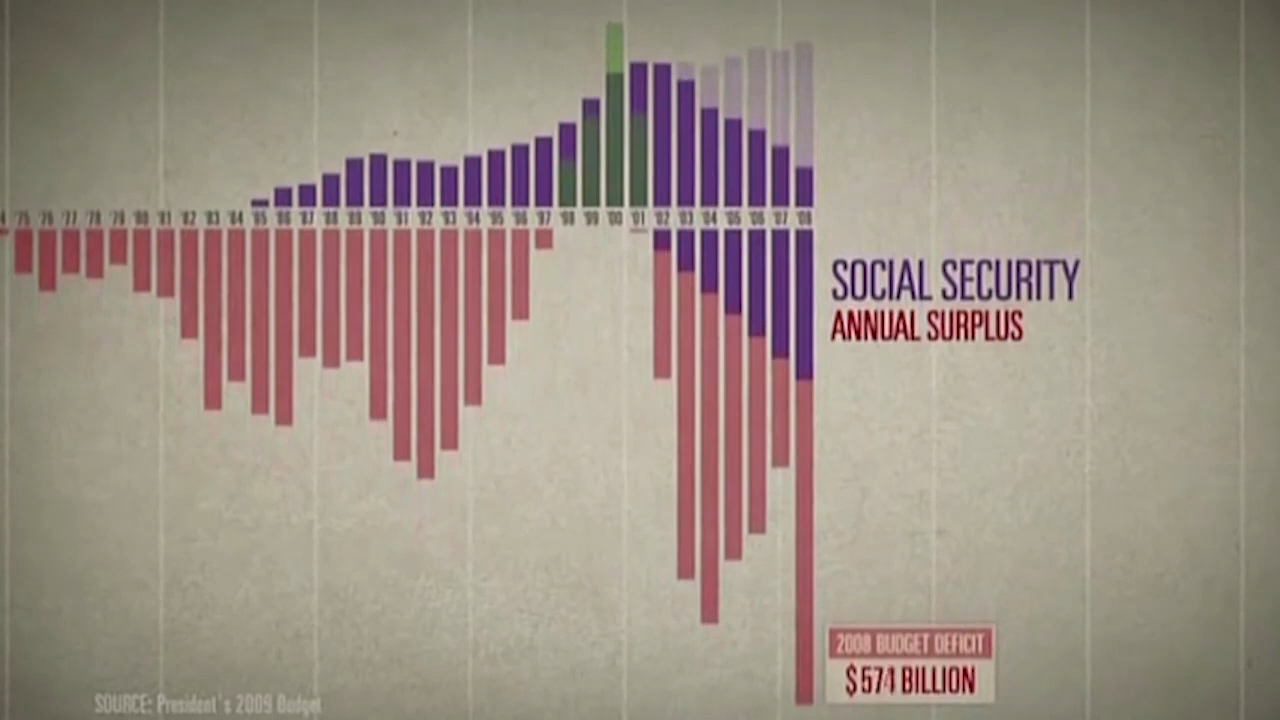 '75 '76 '77 '78 '79 '80 '81 '82 '83 '84 '85 '86 '87 '88 '89 '90 '91 '92 '93 '94 '95 '96 '97 '98 '99 '00 '01 '02 '03 '04 '05 '06 '07 '08
SOCIAL SECURITY
ANNUAL SURPLUS
2008 BUDGET DEFICIT
$574 BILLION
SOURCE: President's 2009 Budget